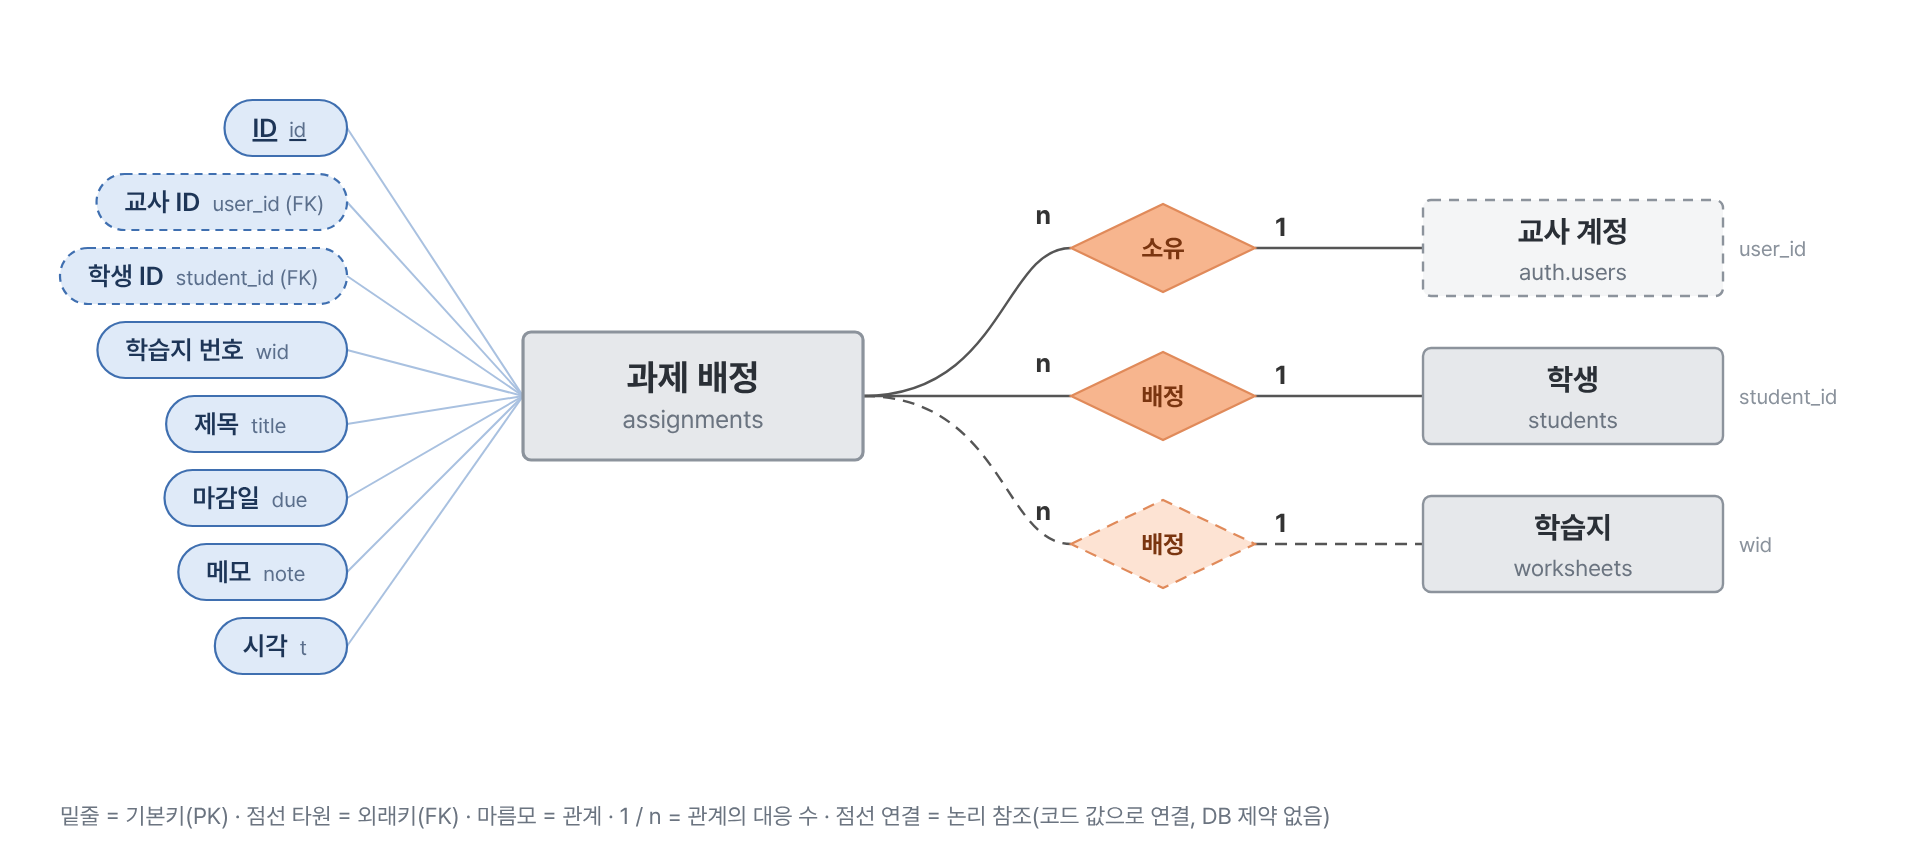 ID id
교사 ID user_id (FK)
학생 ID student_id (FK)
학습지 번호 wid
제목 title
마감일 due
메모 note
시각 t
과제 배정
assignments
n
소유
1
교사 계정
auth.users
user_id
n
배정
1
학생
students
student_id
n
배정
1
학습지
worksheets
wid
밑줄 = 기본키(PK) · 점선 타원 = 외래키(FK) · 마름모 = 관계 · 1 / n = 관계의 대응 수 · 점선 연결 = 논리 참조(코드 값으로 연결, DB 제약 없음)